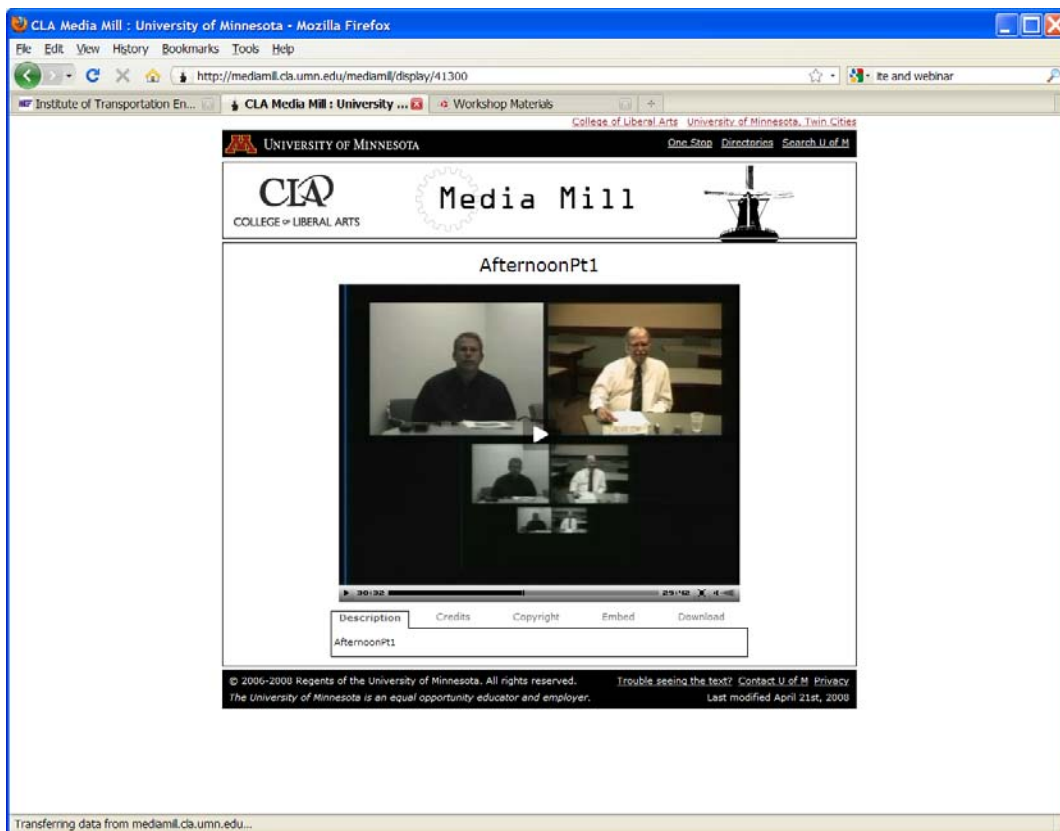 CLA Media Mill : University of Minnesota - Mozilla Firefox
File Edit View History Bookmarks Tools Help
http://mediamill.cla.umn.edu/mediamill/display/41300
ite and webinar
Institute of Transportation En...
CLA Media Mill : University ...
Workshop Materials
College of Liberal Arts University of Minnesota, Twin Cities
UNIVERSITY OF MINNESOTA
One Stop Directories Search U of M
CLA
COLLEGE OF LIBERAL ARTS
Media Mill
AfternoonPt1
30:32
29:42
Description Credits Copyright Embed Download
AfternoonPt1
© 2006-2008 Regents of the University of Minnesota. All rights reserved.
Trouble seeing the text? Contact U of M Privacy
The University of Minnesota is an equal opportunity educator and employer.
Last modified April 21st, 2008
Transferring data from mediamill.cla.umn.edu...